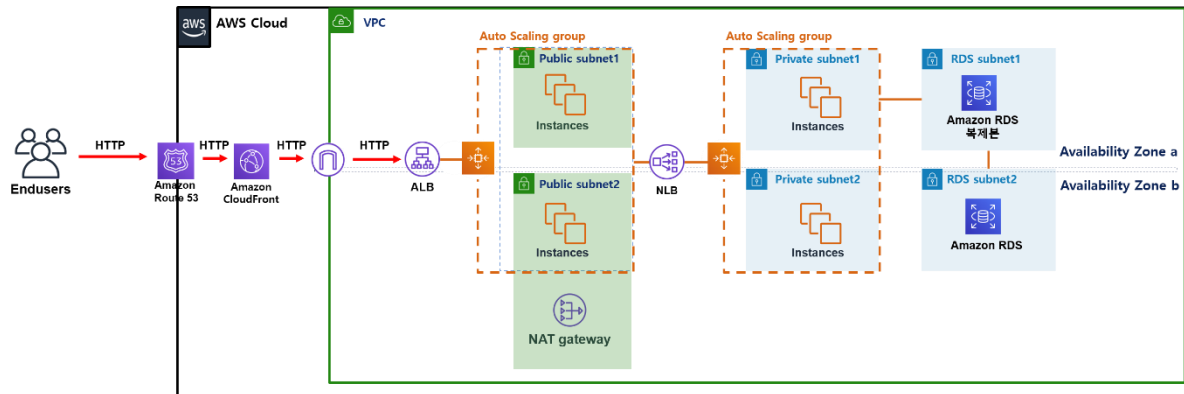 aws
AWS Cloud
VPC
Auto Scaling group
Auto Scaling group
Public subnet1
Private subnet1
RDS subnet1
Instances
Instances
Amazon RDS
복제본
HTTP
HTTP
HTTP
HTTP
53
Endusers
Amazon
Route 53
Amazon
CloudFront
ALB
NLB
Availability Zone a
Availability Zone b
Public subnet2
Private subnet2
RDS subnet2
Instances
Instances
Amazon RDS
NAT gateway